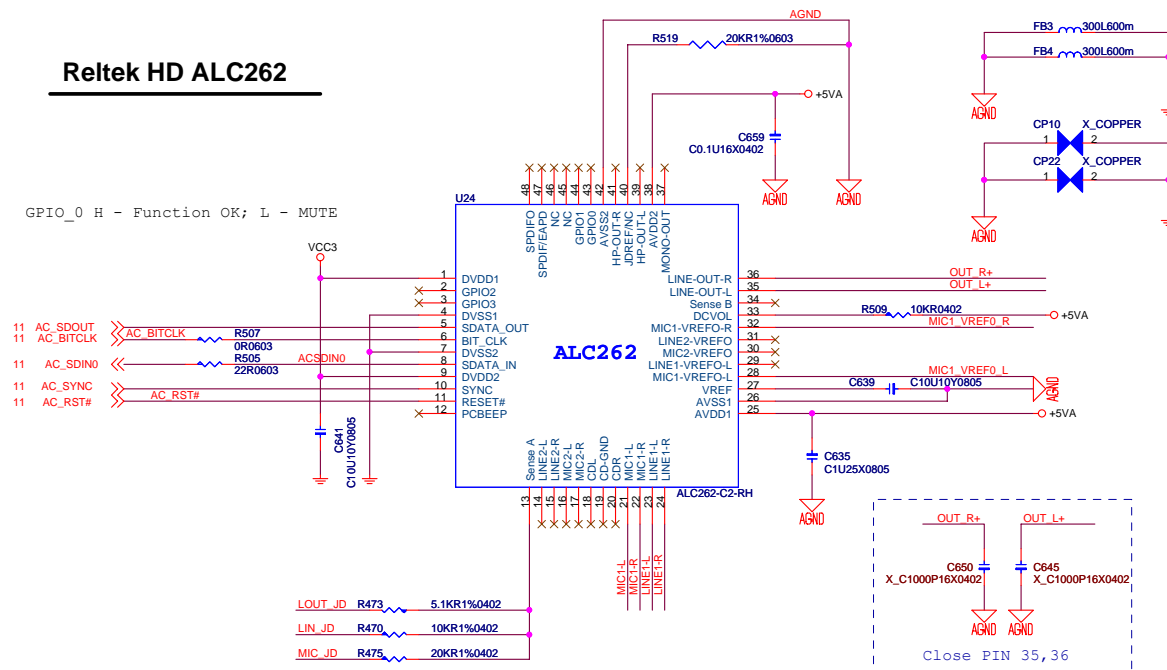 AGND
R519 20KR1%0603
FB3 300L600m
FB4 300L600m
Reltek HD ALC262
+5VA
AGND
C659
C0.1U16X0402
CP10 X_COPPER
1 2
CP22 X_COPPER
1 2
AGND AGND
AGND
GPIO_0 H - Function OK; L - MUTE
U24
48 47 46 45 44 43 42 41 40 39 38 37
SPDIFO SPDIF/EAPD NC NC GPIO1 GPIO0 AVSS2 HP-OUT-R JDREF/NC HP-OUT-L AVDD2 MONO-OUT
VCC3
1 DVDD1 LINE-OUT-R 36 OUT_R+
2 GPIO2 LINE-OUT-L 35 OUT_L+
3 GPIO3 Sense B 34
4 DVSS1 DCVOL 33 R509 10KR0402 +5VA
11 AC_SDOUT 5 SDATA_OUT MIC1-VREFO-R 32 MIC1_VREF0_R
11 AC_BITCLK AC_BITCLK R507 0R0603 6 BIT_CLK LINE2-VREFO 31
7 DVSS2 MIC2-VREFO 30
11 AC_SDIN0 R505 22R0603 ACSDIN0 8 SDATA_IN LINE1-VREFO-L 29
ALC262
9 DVDD2 MIC1-VREFO-L 28 MIC1_VREF0_L
11 AC_SYNC 10 SYNC VREF 27 C639 C10U10Y0805 AGND
11 AC_RST# AC_RST# 11 RESET# AVSS1 26
12 PCBEEP AVDD1 25 +5VA
C641
C10U10Y0805
C635
C1U25X0805
Sense A LINE2-L LINE2-R MIC2-L MIC2-R CDL CD-GND CDR MIC1-L MIC1-R LINE1-L LINE1-R
13 14 15 16 17 18 19 20 21 22 23 24
ALC262-C2-RH
AGND
MIC1-L MIC1-R LINE1-L LINE1-R
OUT_R+ OUT_L+
C650
X_C1000P16X0402
C645
X_C1000P16X0402
AGND AGND
Close PIN 35,36
LOUT_JD R473 5.1KR1%0402
LIN_JD R470 10KR1%0402
MIC_JD R475 20KR1%0402